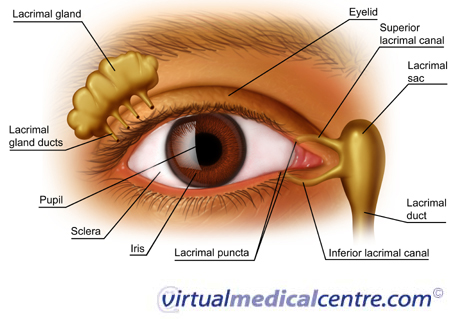 Lacrimal gland
Eyelid
Superior
lacrimal canal
Lacrimal
sac
Lacrimal
gland ducts
Pupil
Sclera
Iris
Lacrimal puncta
Inferior lacrimal canal
Lacrimal
duct
virtualmedicalcentre.com©